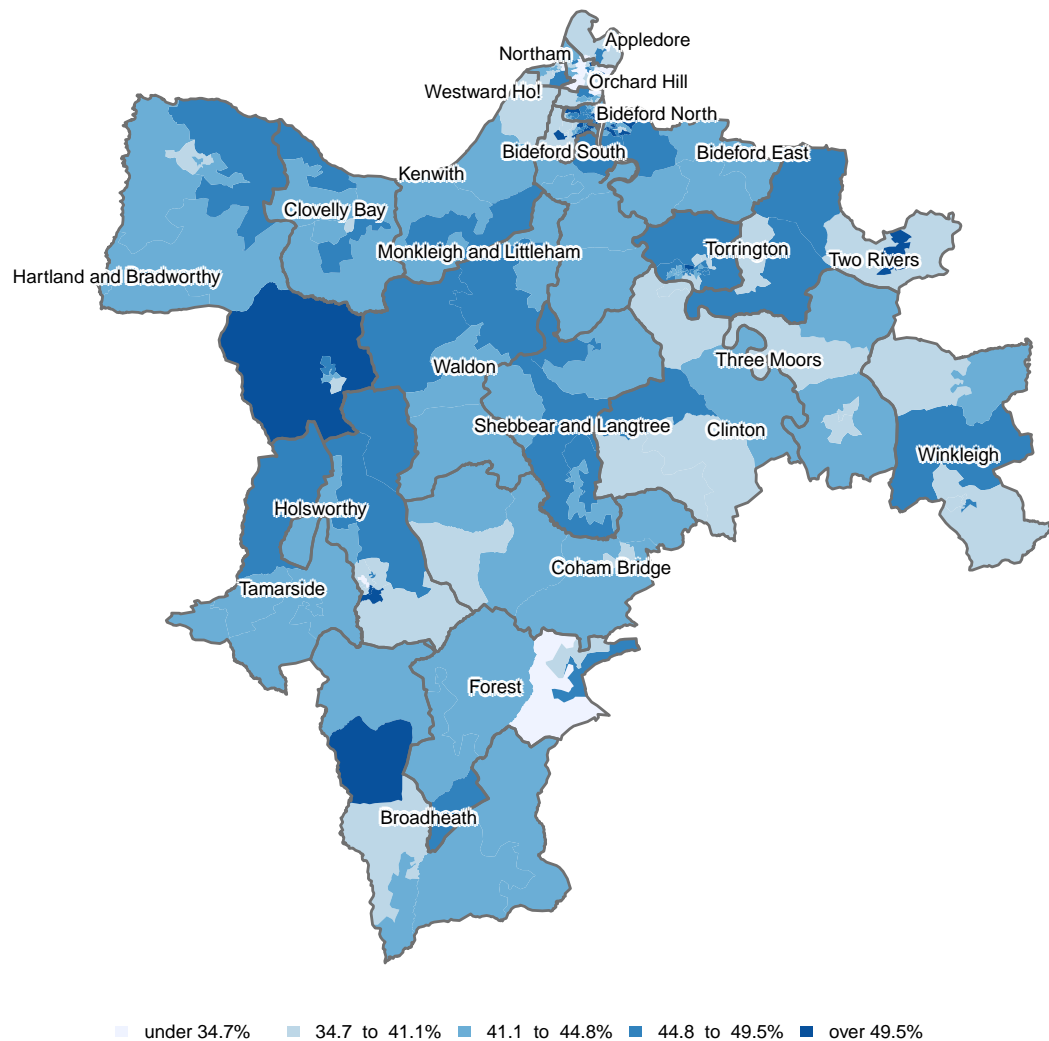 Appledore
Northam
Orchard Hill
Westward Ho!
Bideford North
Bideford South
Bideford East
Kenwith
Clovelly Bay
Monkleigh and Littleham
Torrington
Two Rivers
Hartland and Bradworthy
Three Moors
Waldon
Shebbear and Langtree
Clinton
Winkleigh
Holsworthy
Coham Bridge
Tamarside
Forest
Broadheath
under 34.7% 34.7 to 41.1% 41.1 to 44.8% 44.8 to 49.5% over 49.5%